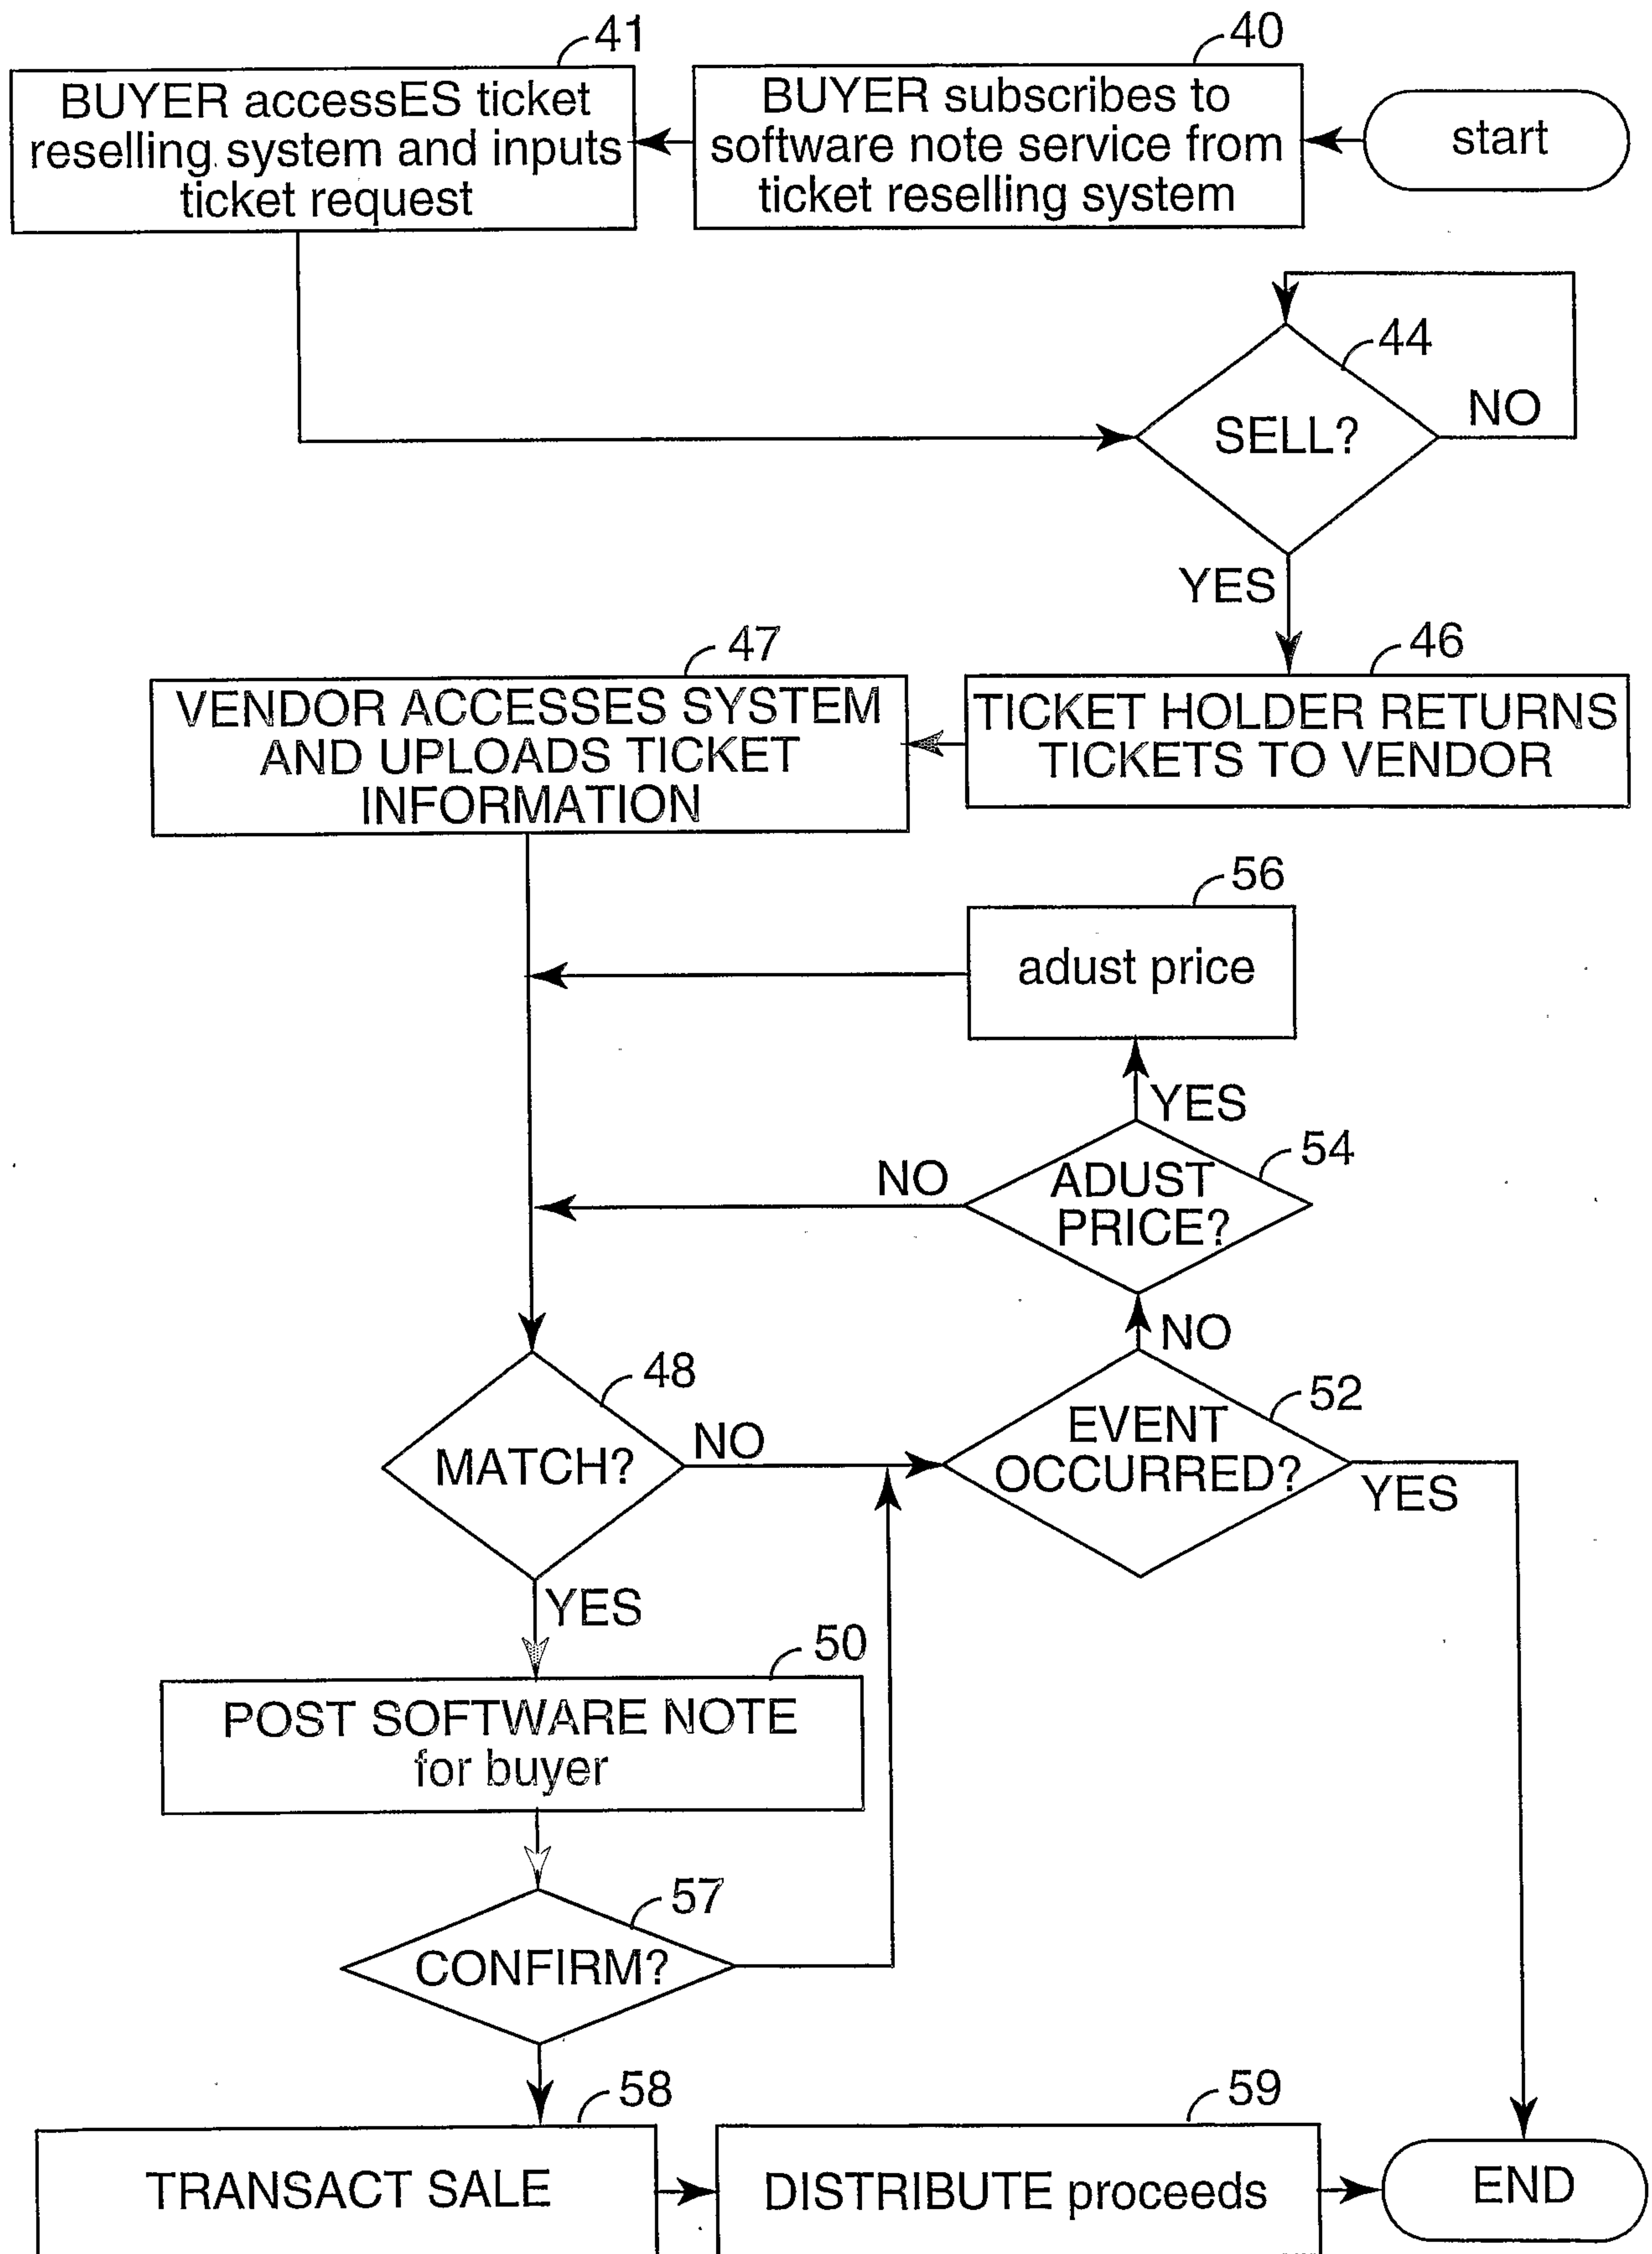 41
40
BUYER accessES ticket
reselling system and inputs
ticket request
BUYER subscribes to
software note service from
ticket reselling system
start
44
SELL?
NO
YES
47
46
VENDOR ACCESSES SYSTEM
AND UPLOADS TICKET
INFORMATION
TICKET HOLDER RETURNS
TICKETS TO VENDOR
56
adust price
YES
54
NO
ADUST
PRICE?
NO
48
52
MATCH?
NO
EVENT
OCCURRED?
YES
YES
50
POST SOFTWARE NOTE
for buyer
57
CONFIRM?
58
59
TRANSACT SALE
DISTRIBUTE proceeds
END